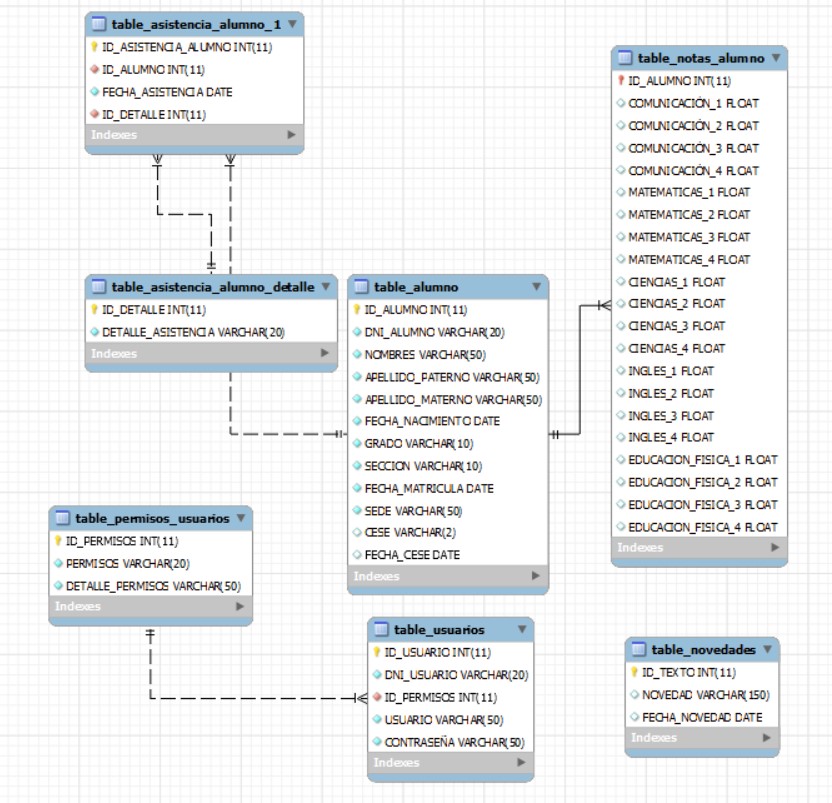 table_asistencia_alumno_1
ID_ASISTENCIA_ALUMNO INT(11)
ID_ALUMNO INT(11)
FECHA_ASISTENCIA DATE
ID_DETALLE INT(11)
Indexes
table_asistencia_alumno_detalle
ID_DETALLE INT(11)
DETALLE_ASISTENCIA VARCHAR(20)
Indexes
table_alumno
ID_ALUMNO INT(11)
DNI_ALUMNO VARCHAR(20)
NOMBRES VARCHAR(50)
APELLIDO_PATERNO VARCHAR(50)
APELLIDO_MATERNO VARCHAR(50)
FECHA_NACIMIENTO DATE
GRADO VARCHAR(10)
SECCION VARCHAR(10)
FECHA_MATRICULA DATE
SEDE VARCHAR(50)
CESE VARCHAR(2)
FECHA_CESE DATE
Indexes
table_notas_alumno
ID_ALUMNO INT(11)
COMUNICACIÓN_1 FLOAT
COMUNICACIÓN_2 FLOAT
COMUNICACIÓN_3 FLOAT
COMUNICACIÓN_4 FLOAT
MATEMATICAS_1 FLOAT
MATEMATICAS_2 FLOAT
MATEMATICAS_3 FLOAT
MATEMATICAS_4 FLOAT
CIENCIAS_1 FLOAT
CIENCIAS_2 FLOAT
CIENCIAS_3 FLOAT
CIENCIAS_4 FLOAT
INGLES_1 FLOAT
INGLES_2 FLOAT
INGLES_3 FLOAT
INGLES_4 FLOAT
EDUCACION_FISICA_1 FLOAT
EDUCACION_FISICA_2 FLOAT
EDUCACION_FISICA_3 FLOAT
EDUCACION_FISICA_4 FLOAT
Indexes
table_permisos_usuarios
ID_PERMISOS INT(11)
PERMISOS VARCHAR(20)
DETALLE_PERMISOS VARCHAR(50)
Indexes
table_usuarios
ID_USUARIO INT(11)
DNI_USUARIO VARCHAR(20)
ID_PERMISOS INT(11)
USUARIO VARCHAR(50)
CONTRASEÑA VARCHAR(50)
Indexes
table_novedades
ID_TEXTO INT(11)
NOVEDAD VARCHAR(150)
FECHA_NOVEDAD DATE
Indexes